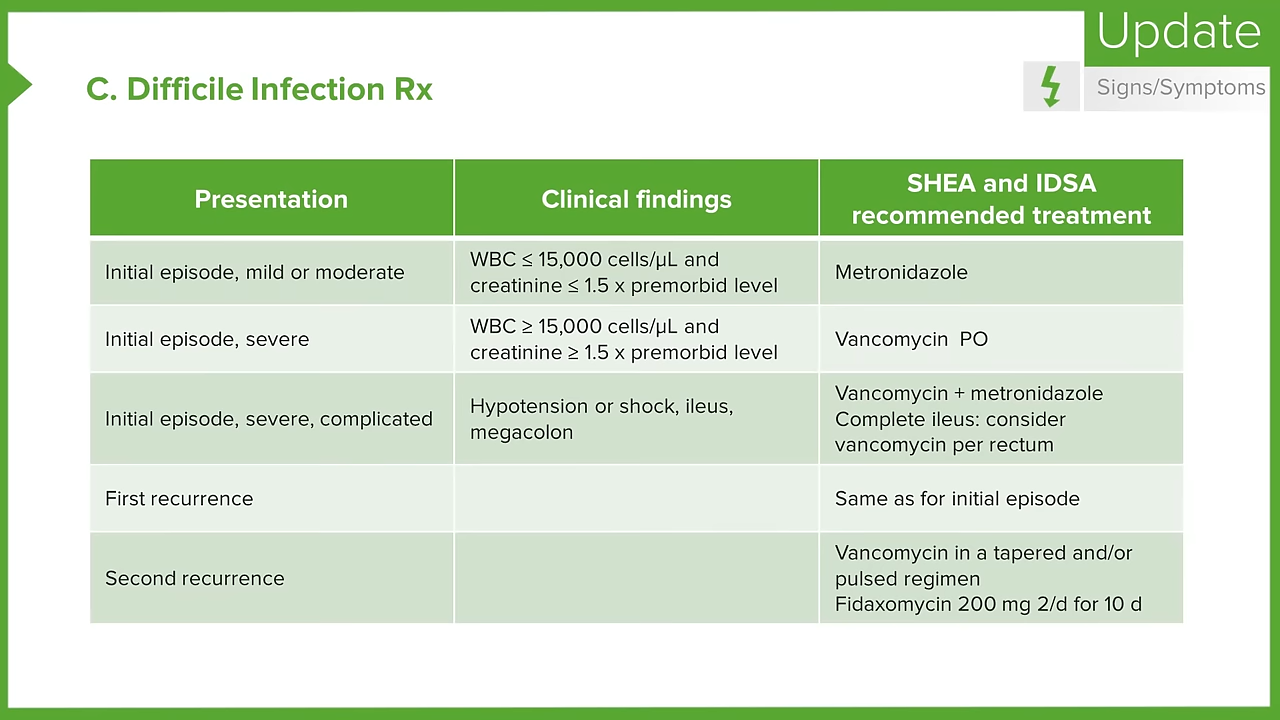 Update
Signs/Symptoms
C. Difficile Infection Rx
Presentation
Clinical findings
SHEA and IDSA
recommended treatment
Initial episode, mild or moderate
WBC ≤ 15,000 cells/µL and
creatinine ≤ 1.5 x premorbid level
Metronidazole
Initial episode, severe
WBC ≥ 15,000 cells/µL and
creatinine ≥ 1.5 x premorbid level
Vancomycin PO
Initial episode, severe, complicated
Hypotension or shock, ileus,
megacolon
Vancomycin + metronidazole
Complete ileus: consider
vancomycin per rectum
First recurrence
Same as for initial episode
Second recurrence
Vancomycin in a tapered and/or
pulsed regimen
Fidaxomycin 200 mg 2/d for 10 d